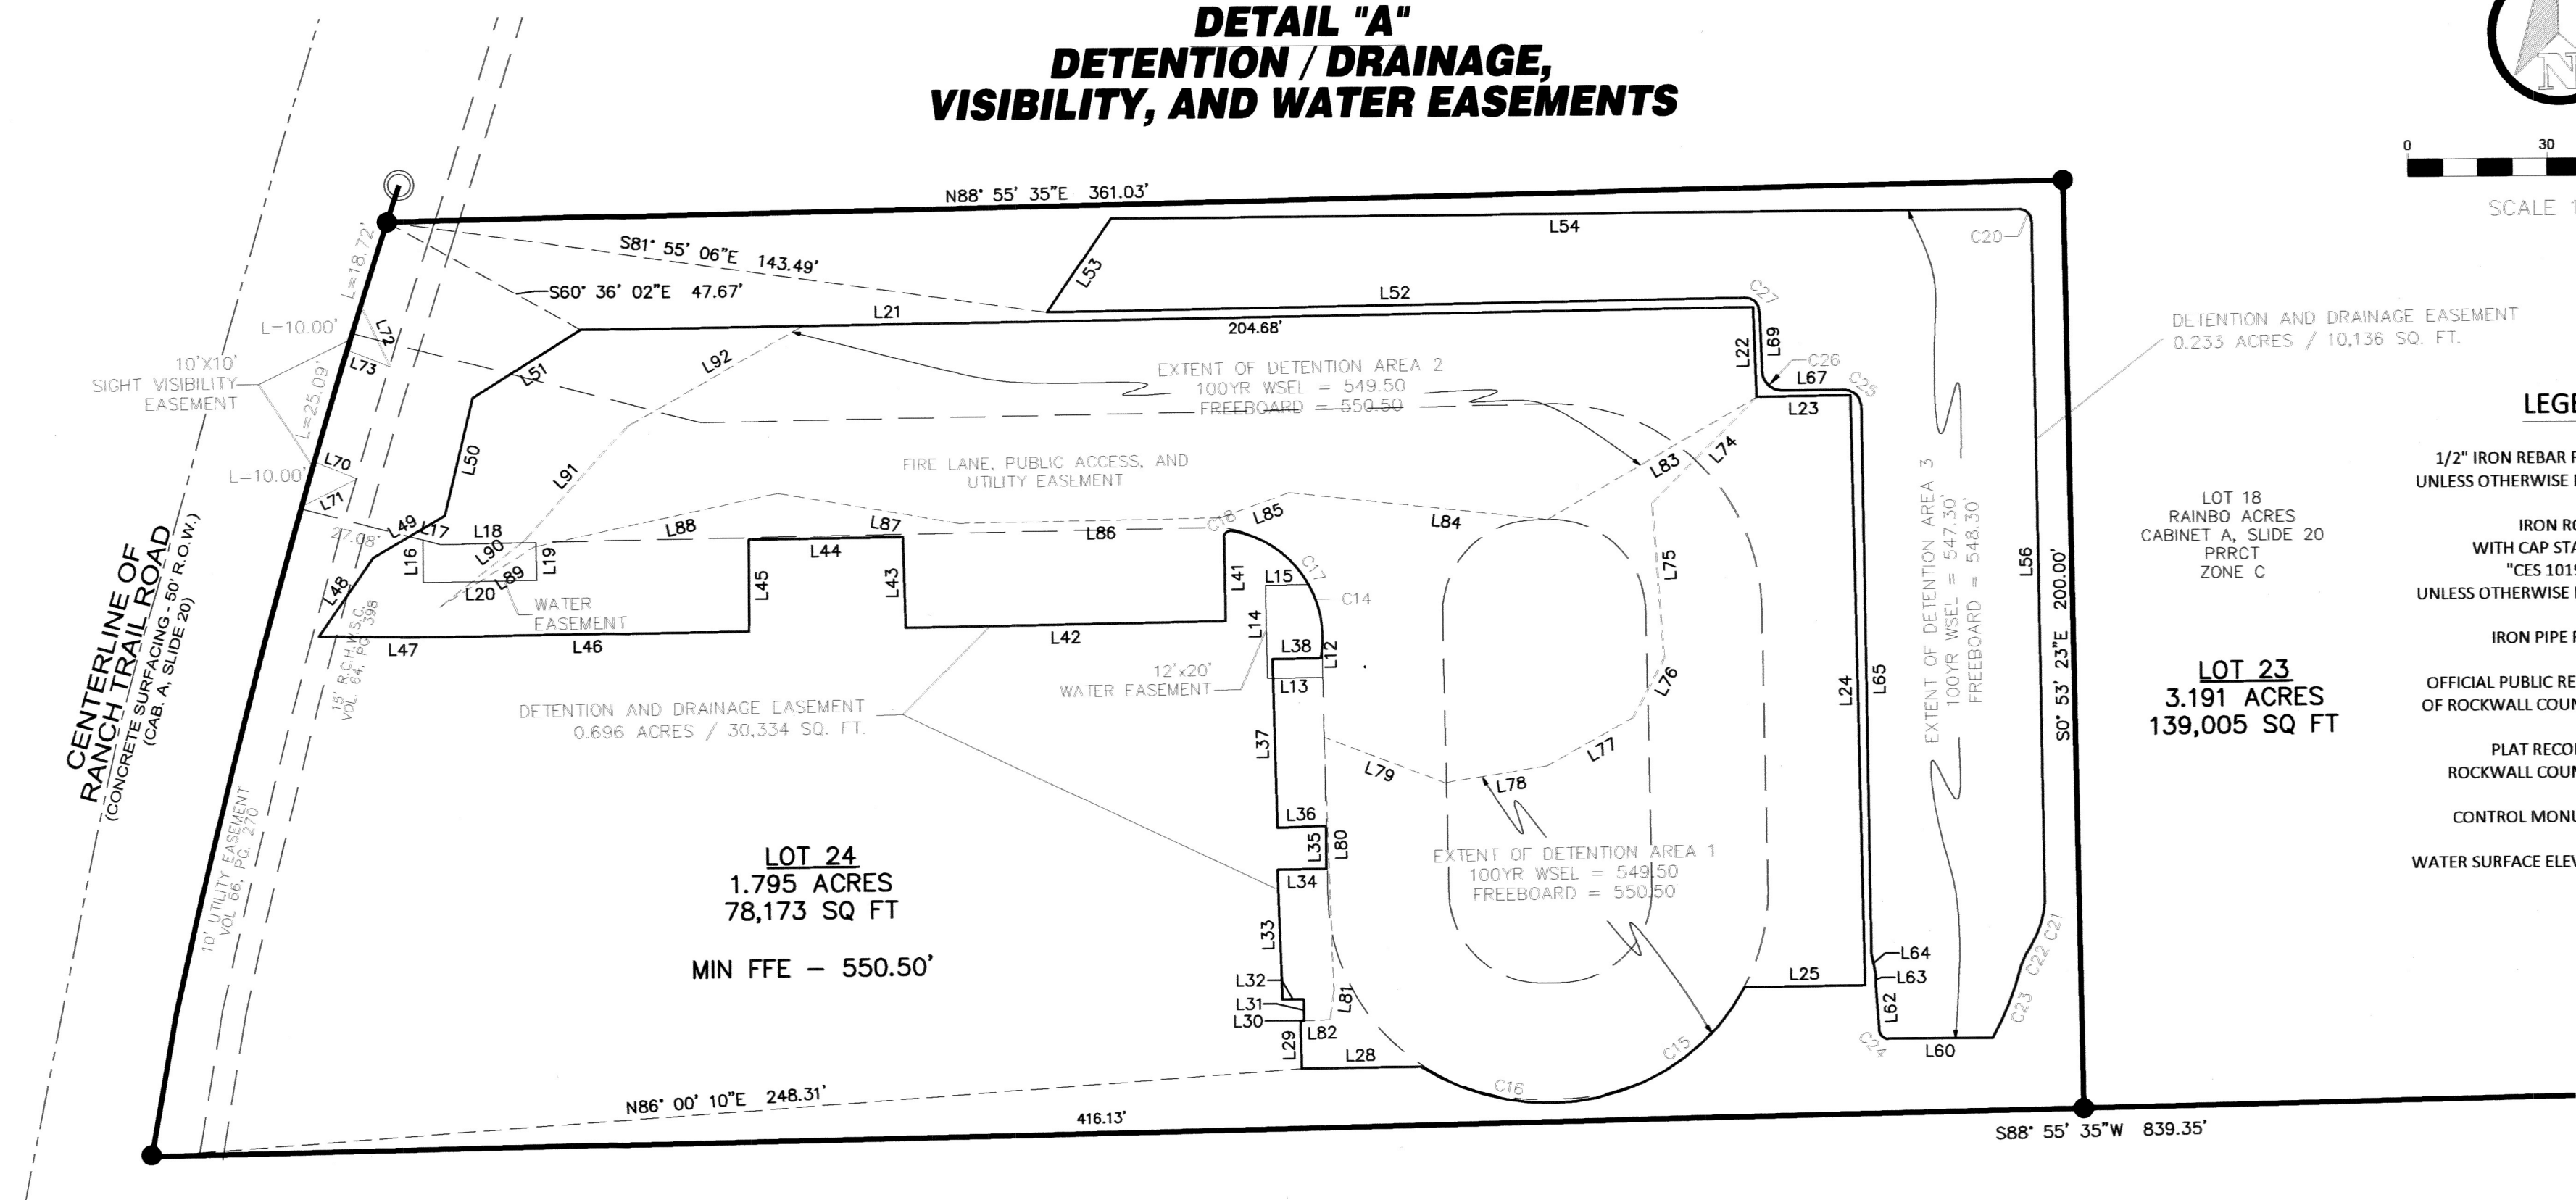 DETAIL "A"
DETENTION / DRAINAGE,
VISIBILITY, AND WATER EASEMENTS
N
0 30
SCALE 1
N88° 55' 35"E 361.03'
S81° 55' 06"E 143.49'
S60° 36' 02"E 47.67'
L=18.72'
L=10.00'
L72
L73
10'X10'
SIGHT VISIBILITY
EASEMENT
L=25.09'
L70
L=10.00'
L71
27.08'
L21
204.68'
L53
L54
L52
C20
C27
L69
L22
C26
L67
C25
L23
L51
L50
L92
L91
EXTENT OF DETENTION AREA 2
100YR WSEL = 549.50
FREEBOARD = 550.50
FIRE LANE, PUBLIC ACCESS, AND
UTILITY EASEMENT
L83
L74
L75
L76
L77
L78
L79
L49
L17
L18
L16
L90
L89
L19
L20
L48
L47
L46
L88
L87
L86
L85
L84
L44
L45
L43
L42
L41
C18
C17
C14
L15
L14
L38
L12
L13
WATER
EASEMENT
12'x20'
WATER EASEMENT
DETENTION AND DRAINAGE EASEMENT
0.696 ACRES / 30,334 SQ. FT.
DETENTION AND DRAINAGE EASEMENT
0.233 ACRES / 10,136 SQ. FT.
CENTERLINE OF
RANCH TRAIL ROAD
(CONCRETE SURFACING - 50' R.O.W.)
(CAB. A, SLIDE 20)
15' R.C.H.W.S.C.
VOL. 64, PG. 398
10' UTILITY EASEMENT
VOL 66, PG. 270
L37
L36
L35
L80
L34
L33
L32
L31
L30
L29
L82
L81
L28
L24
L65
L25
L64
L63
L62
C24
L60
C23
C22
C21
L56
C15
C16
EXTENT OF DETENTION AREA 1
100YR WSEL = 549.50
FREEBOARD = 550.50
EXTENT OF DETENTION AREA 3
100YR WSEL = 547.30'
FREEBOARD = 548.30'
S0° 53' 23"E 200.00'
LOT 24
1.795 ACRES
78,173 SQ FT
MIN FFE – 550.50'
N86° 00' 10"E 248.31'
416.13'
S88° 55' 35"W 839.35'
LOT 18
RAINBO ACRES
CABINET A, SLIDE 20
PRRCT
ZONE C
LOT 23
3.191 ACRES
139,005 SQ FT
LEGE
1/2" IRON REBAR F
UNLESS OTHERWISE
IRON RO
WITH CAP STA
"CES 1019
UNLESS OTHERWISE
IRON PIPE F
OFFICIAL PUBLIC RE
OF ROCKWALL COUN
PLAT RECO
ROCKWALL COUN
CONTROL MONU
WATER SURFACE ELEV